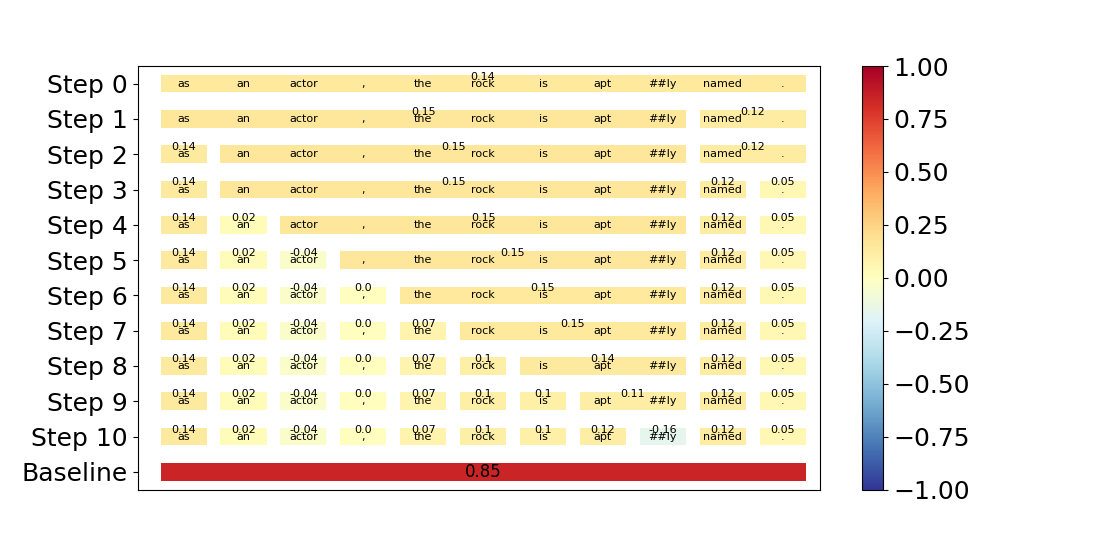 1.00
0.14
Step 0 as an actor , the rock is apt ##ly named .
0.15 0.12
Step 1 as an actor , the rock is apt ##ly named .
0.75
0.14 0.15 0.12
Step 2 as an actor , the rock is apt ##ly named .
0.14 0.15 0.12 0.05
Step 3 as an actor , the rock is apt ##ly named .
0.50
0.14 0.02 0.15 0.12 0.05
Step 4 as an actor , the rock is apt ##ly named .
0.25
0.14 0.02 -0.04 0.15 0.12 0.05
Step 5 as an actor , the rock is apt ##ly named .
0.00
0.14 0.02 -0.04 0.0 0.15 0.12 0.05
Step 6 as an actor , the rock is apt ##ly named .
0.14 0.02 -0.04 0.0 0.07 0.15 0.12 0.05
Step 7 as an actor , the rock is apt ##ly named .
−0.25
0.14 0.02 -0.04 0.0 0.07 0.1 0.14 0.12 0.05
Step 8 as an actor , the rock is apt ##ly named .
−0.50
0.14 0.02 -0.04 0.0 0.07 0.1 0.1 0.11 0.12 0.05
Step 9 as an actor , the rock is apt ##ly named .
0.14 0.02 -0.04 0.0 0.07 0.1 0.1 0.12 -0.16 0.12 0.05
Step 10 as an actor , the rock is apt ##ly named .
−0.75
Baseline 0.85
−1.00